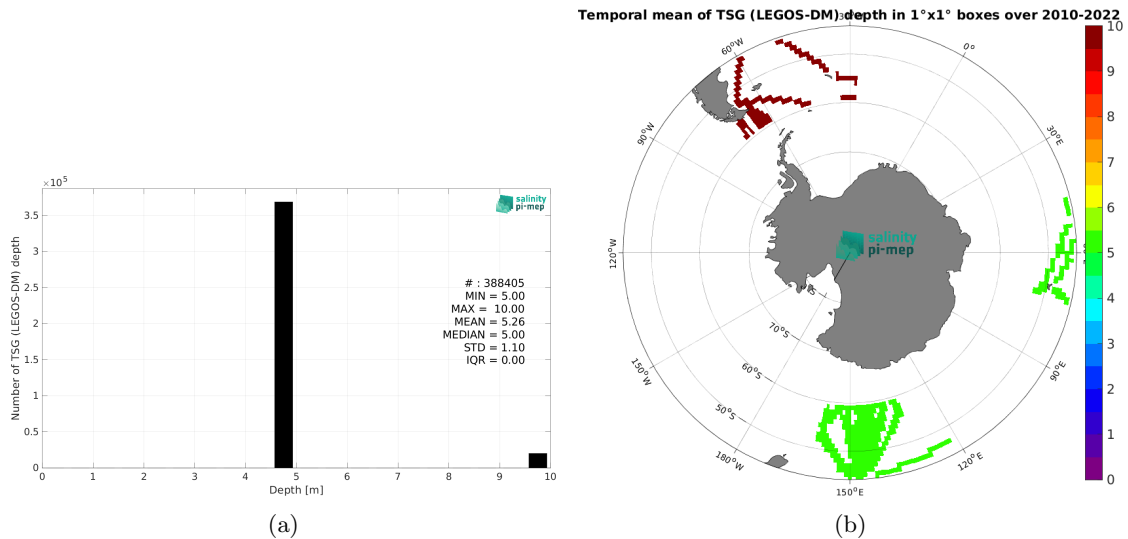 ×10⁵
3.5
3
2.5
2
1.5
1
0.5
0
0 1 2 3 4 5 6 7 8 9 10
Number of TSG (LEGOS-DM) depth
Depth [m]
salinity
pi-mep
# : 388405
MIN = 5.00
MAX = 10.00
MEAN = 5.26
MEDIAN = 5.00
STD = 1.10
IQR = 0.00
(a)
Temporal mean of TSG (LEGOS-DM) depth in 1°x1° boxes over 2010-2022
30°W
60°W
0°
90°W
30°E
120°W
150°W
90°E
180°W
120°E
150°E
70°S
60°S
50°S
salinity
pi-mep
10
9
8
7
6
5
4
3
2
1
0
(b)